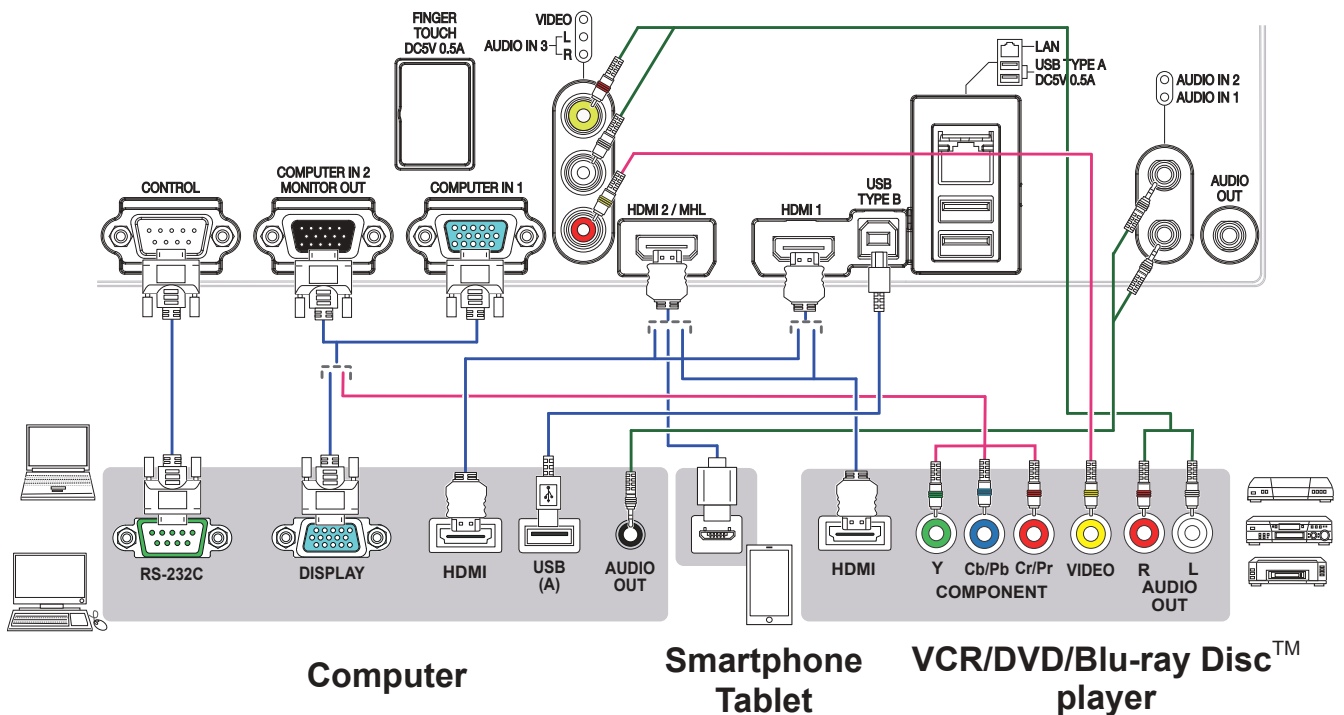 FINGER
TOUCH
DC5V 0.5A
VIDEO
AUDIO IN 3
L
R
LAN
USB TYPE A
DC5V 0.5A
AUDIO IN 2
AUDIO IN 1
CONTROL
COMPUTER IN 2
MONITOR OUT
COMPUTER IN 1
HDMI 2 / MHL
HDMI 1
USB
TYPE B
AUDIO
OUT
RS-232C
DISPLAY
HDMI
USB
(A)
AUDIO
OUT
HDMI
Y
Cb/Pb
Cr/Pr
COMPONENT
VIDEO
R
L
AUDIO
OUT
Computer
Smartphone
Tablet
VCR/DVD/Blu-ray Disc™
player